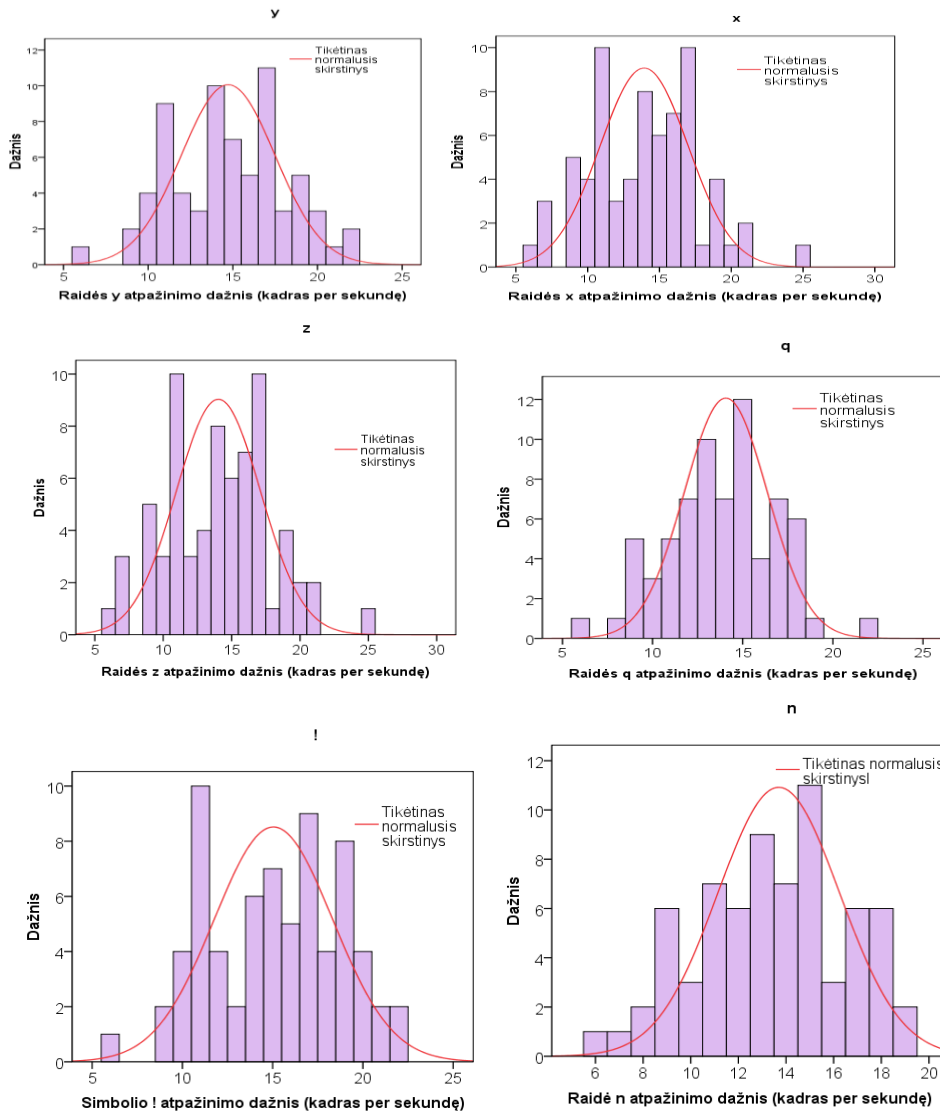 y
Tikėtinas
normalusis
skirstinys
Dažnis
12
10
8
6
4
2
0
5 10 15 20 25
Raidės y atpažinimo dažnis (kadras per sekundę)
x
Tikėtinas
normalusis
skirstinys
Dažnis
10
8
6
4
2
0
5 10 15 20 25 30
Raidės x atpažinimo dažnis (kadras per sekundę)
z
Tikėtinas
normalusis
skirstinys
Dažnis
10
8
6
4
2
0
5 10 15 20 25 30
Raidės z atpažinimo dažnis (kadras per sekundę)
q
Tikėtinas
normalusis
skirstinys
Dažnis
12
10
8
6
4
2
0
5 10 15 20 25
Raidės q atpažinimo dažnis (kadras per sekundę)
!
Tikėtinas
normalusis
skirstinys
Dažnis
10
8
6
4
2
0
5 10 15 20 25
Simbolio ! atpažinimo dažnis (kadras per sekundę)
n
Tikėtinas normalusis
skirstinysl
Dažnis
12
10
8
6
4
2
0
6 8 10 12 14 16 18 20
Raidė n atpažinimo dažnis (kadras per sekundę)